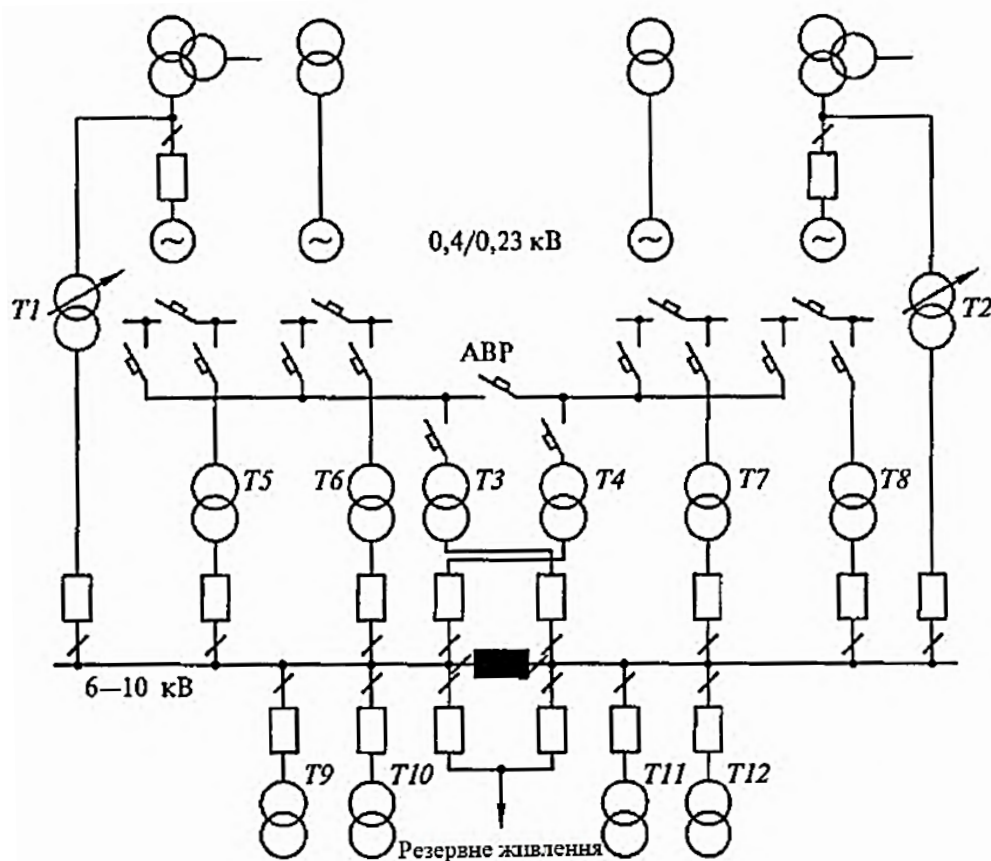 0,4/0,23 кВ
T1
T2
АВР
T5
T6
T3
T4
T7
T8
6—10 кВ
T9
T10
T11
T12
Резервне живлення